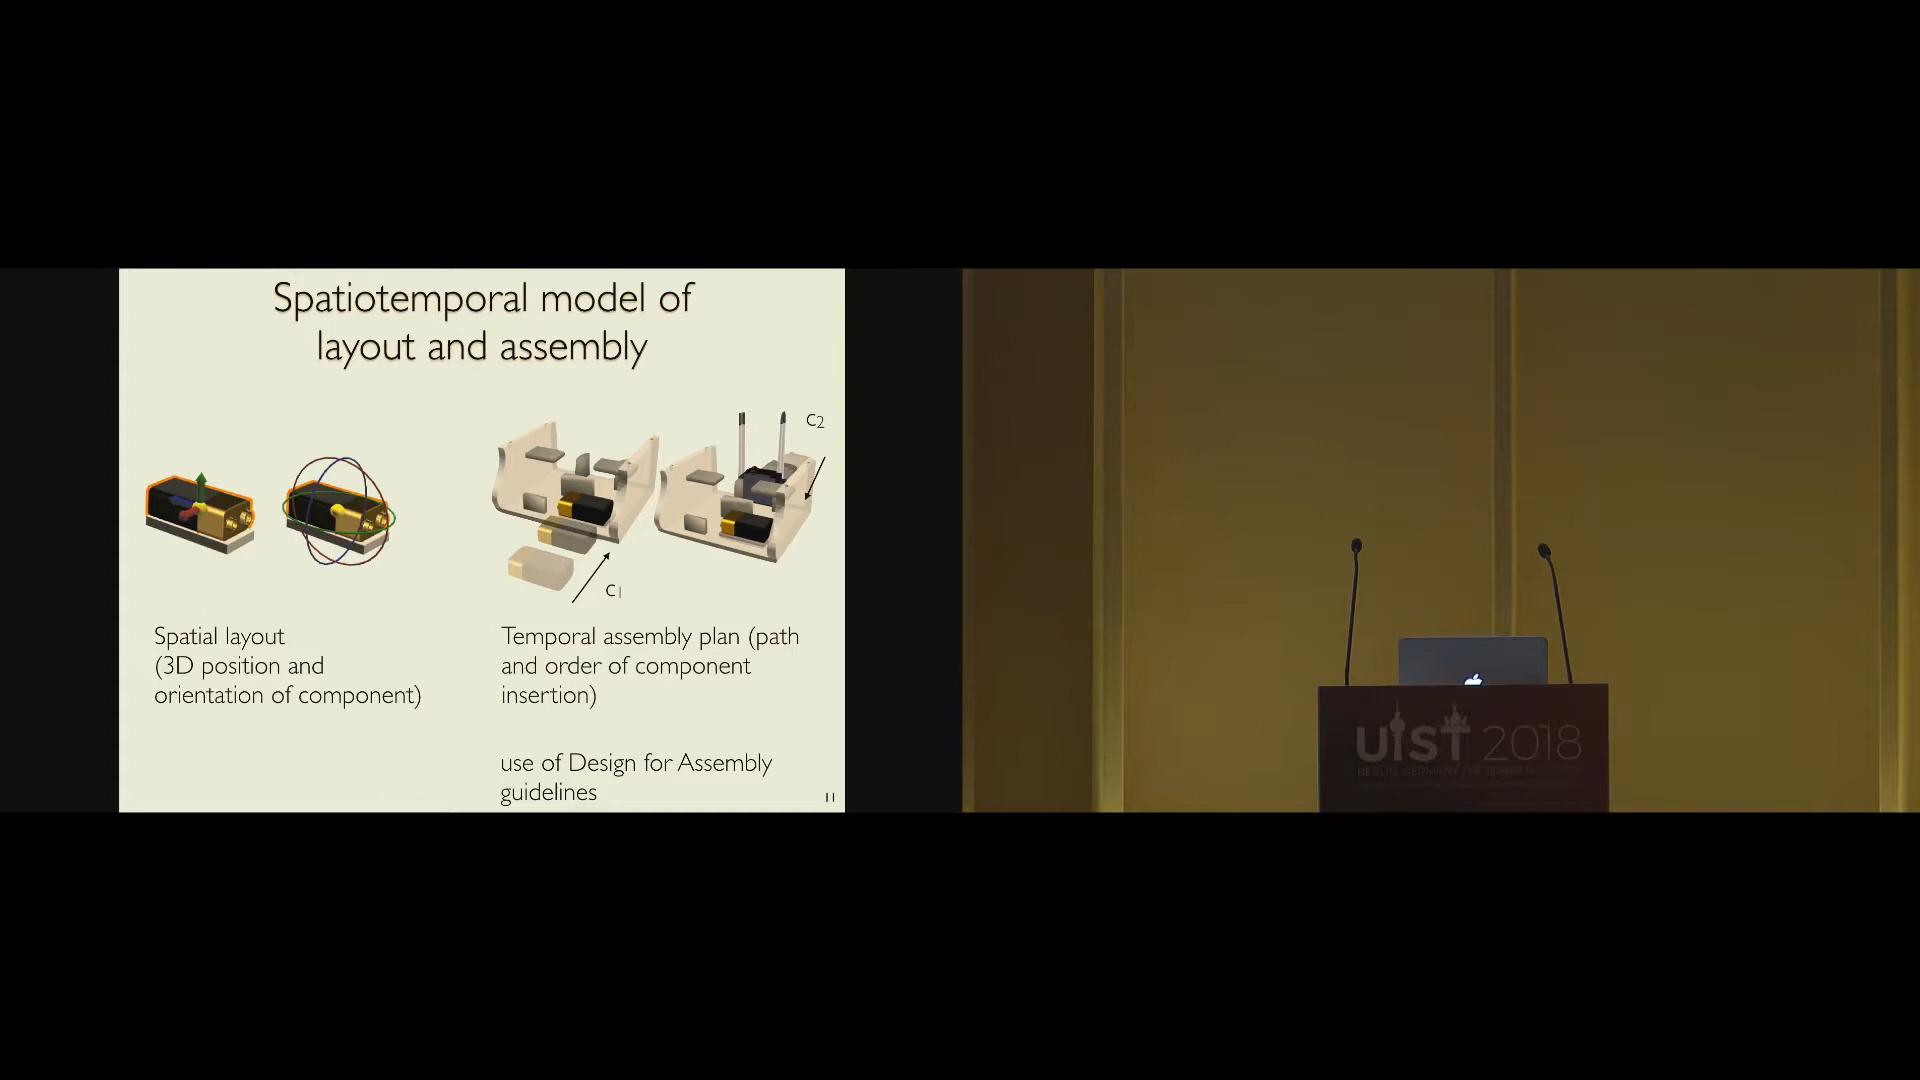 Spatiotemporal model of
layout and assembly
C2
C1
Spatial layout
(3D position and
orientation of component)
Temporal assembly plan (path
and order of component
insertion)
use of Design for Assembly
guidelines
11
UIST 2018